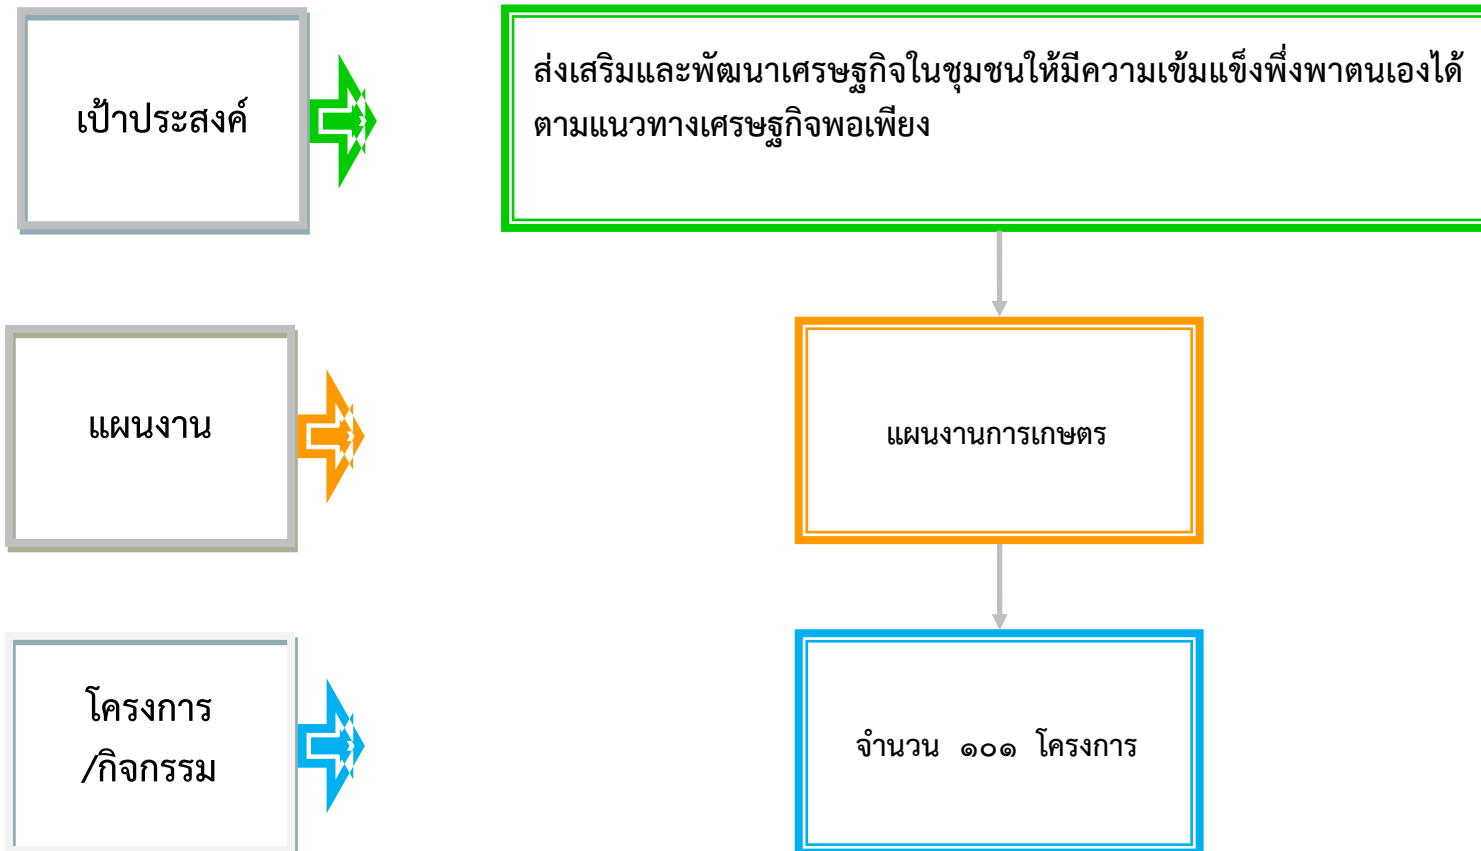 เป้าประสงค์
ส่งเสริมและพัฒนาเศรษฐกิจในชุมชนให้มีความเข้มแข็งพึ่งพาตนเองได้
ตามแนวทางเศรษฐกิจพอเพียง
แผนงาน
แผนงานการเกษตร
โครงการ
/กิจกรรม
จำนวน ๑๐๑ โครงการ